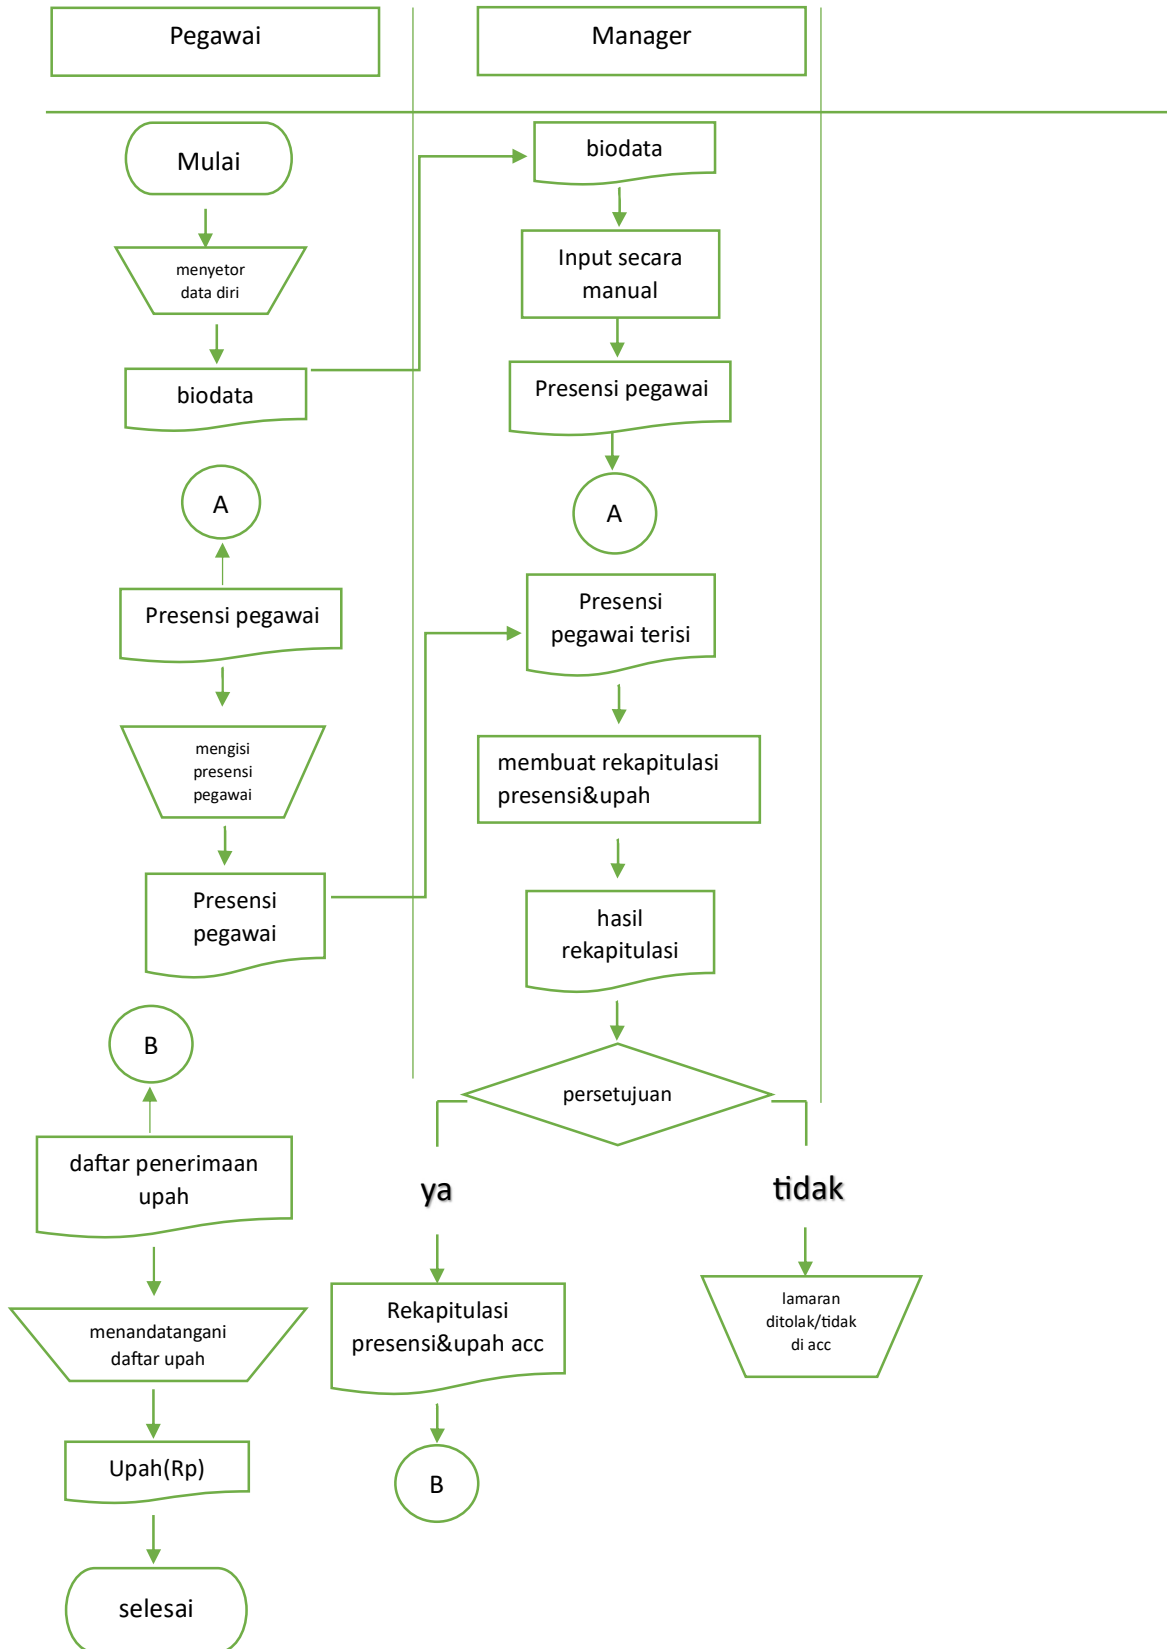 Pegawai
Manager
Mulai
menyetor
data diri
biodata
A
Presensi pegawai
mengisi
presensi
pegawai
Presensi
pegawai
B
daftar penerimaan
upah
menandatangani
daftar upah
Upah(Rp)
selesai
biodata
Input secara
manual
Presensi pegawai
A
Presensi
pegawai terisi
membuat rekapitulasi
presensi&upah
hasil
rekapitulasi
persetujuan
ya
tidak
Rekapitulasi
presensi&upah acc
B
lamaran
ditolak/tidak
di acc